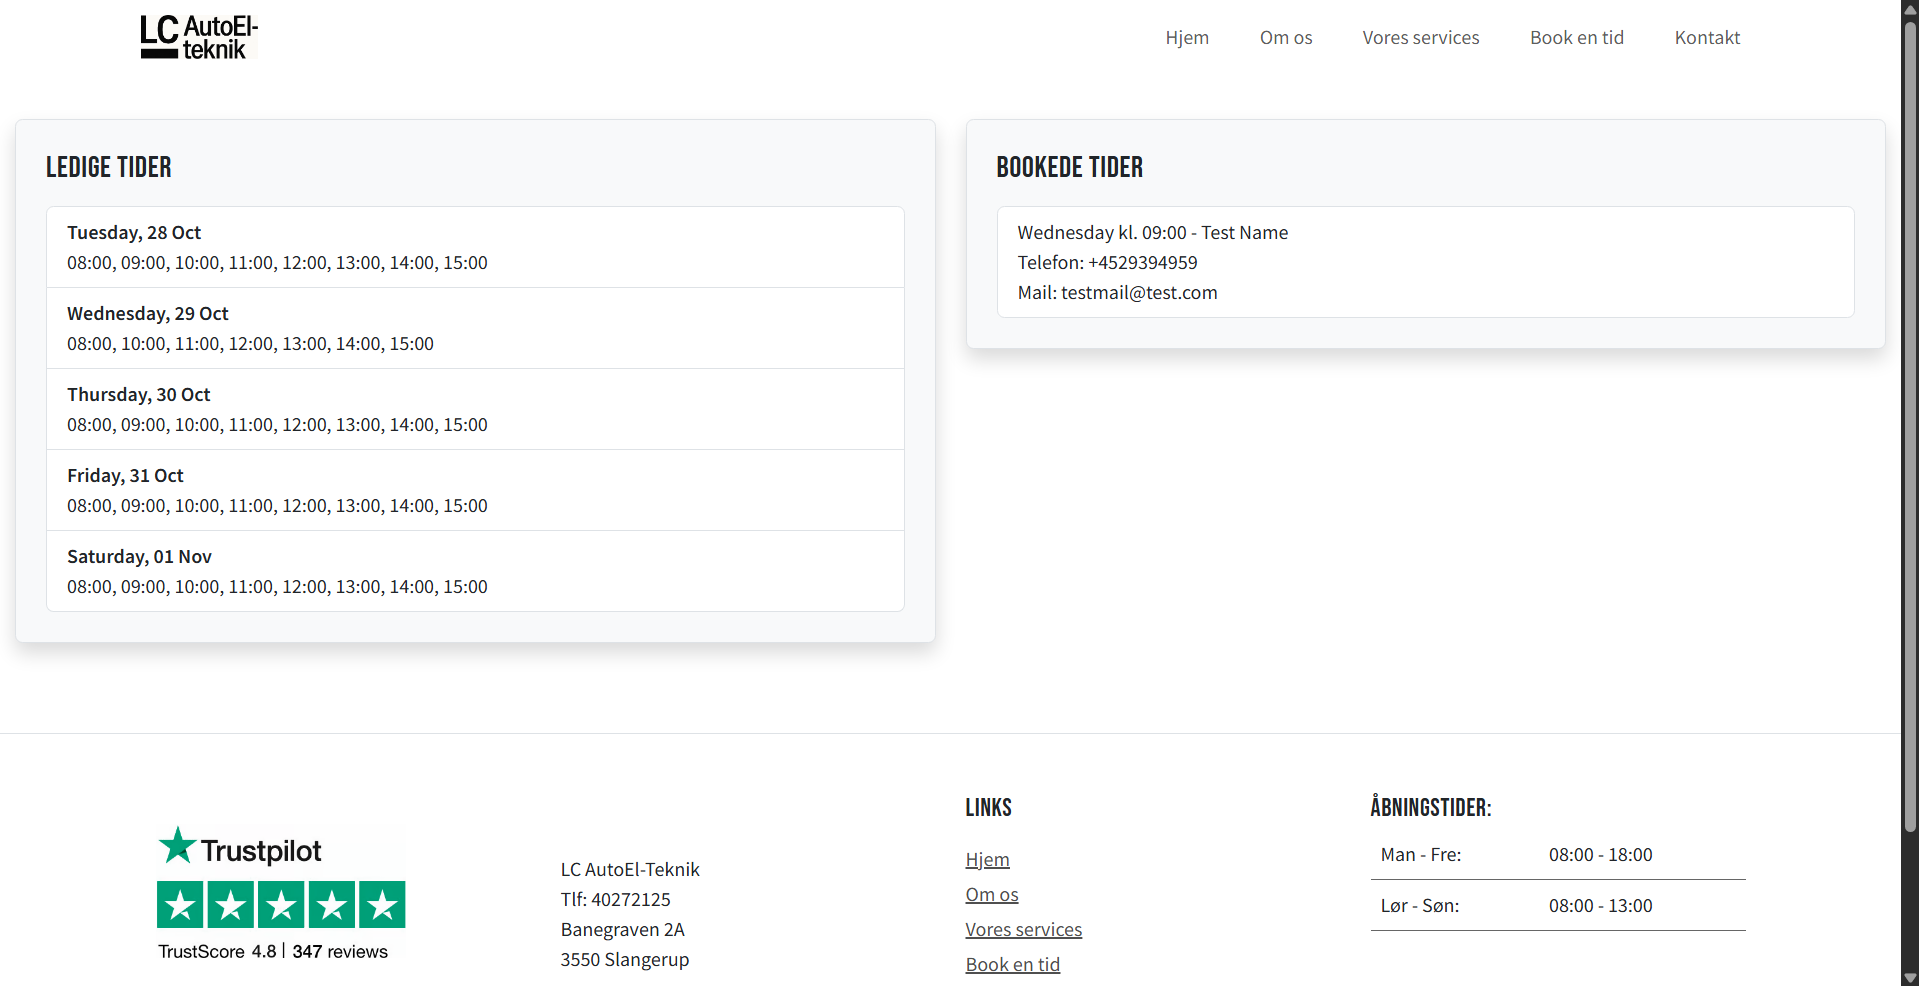 LC AutoEl-
teknik
Hjem
Om os
Vores services
Book en tid
Kontakt
LEDIGE TIDER
Tuesday, 28 Oct
08:00, 09:00, 10:00, 11:00, 12:00, 13:00, 14:00, 15:00
Wednesday, 29 Oct
08:00, 10:00, 11:00, 12:00, 13:00, 14:00, 15:00
Thursday, 30 Oct
08:00, 09:00, 10:00, 11:00, 12:00, 13:00, 14:00, 15:00
Friday, 31 Oct
08:00, 09:00, 10:00, 11:00, 12:00, 13:00, 14:00, 15:00
Saturday, 01 Nov
08:00, 09:00, 10:00, 11:00, 12:00, 13:00, 14:00, 15:00
BOOKEDE TIDER
Wednesday kl. 09:00 - Test Name
Telefon: +4529394959
Mail: testmail@test.com
Trustpilot
TrustScore 4.8 | 347 reviews
LC AutoEl-Teknik
Tlf: 40272125
Banegraven 2A
3550 Slangerup
LINKS
Hjem
Om os
Vores services
Book en tid
ÅBNINGSTIDER:
Man - Fre: 08:00 - 18:00
Lør - Søn: 08:00 - 13:00